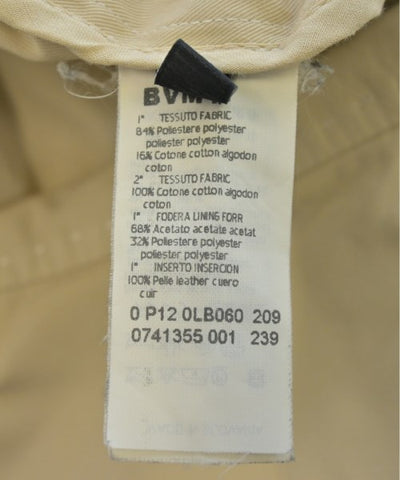 BVM
1° TESSUTO FABRIC
84% Poliestere polyester
poliester polyester
16% Cotone cotton algodon
coton
2° TESSUTO FABRIC
100% Cotone cotton algodon
coton
1° FODERA LINING FORR
68% Acetato acetate acetat
32% Poliestere polyester
poliester polyester
1° INSERTO INSERCION
100% Pelle leather cuero
cuir
0 P12 0LB060 209
0741355 001 239